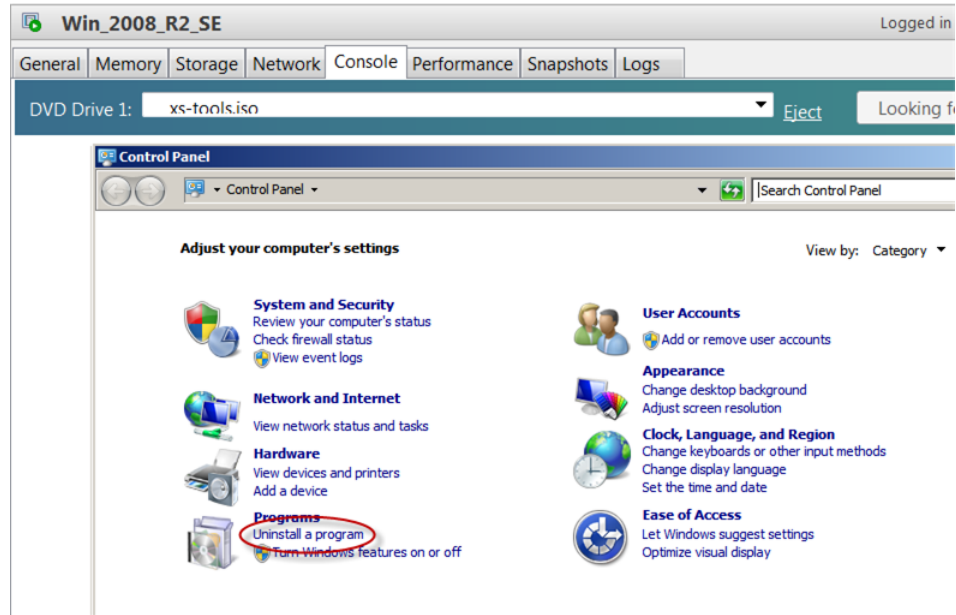 Win_2008_R2_SE
Logged in
General Memory Storage Network Console Performance Snapshots Logs
DVD Drive 1: xs-tools.iso Eject Looking
Control Panel
Control Panel Search Control Panel
Adjust your computer's settings
View by: Category
System and Security
Review your computer's status
Check firewall status
View event logs
Network and Internet
View network status and tasks
Hardware
View devices and printers
Add a device
Programs
Uninstall a program
Turn Windows features on or off
User Accounts
Add or remove user accounts
Appearance
Change desktop background
Adjust screen resolution
Clock, Language, and Region
Change keyboards or other input methods
Change display language
Set the time and date
Ease of Access
Let Windows suggest settings
Optimize visual display